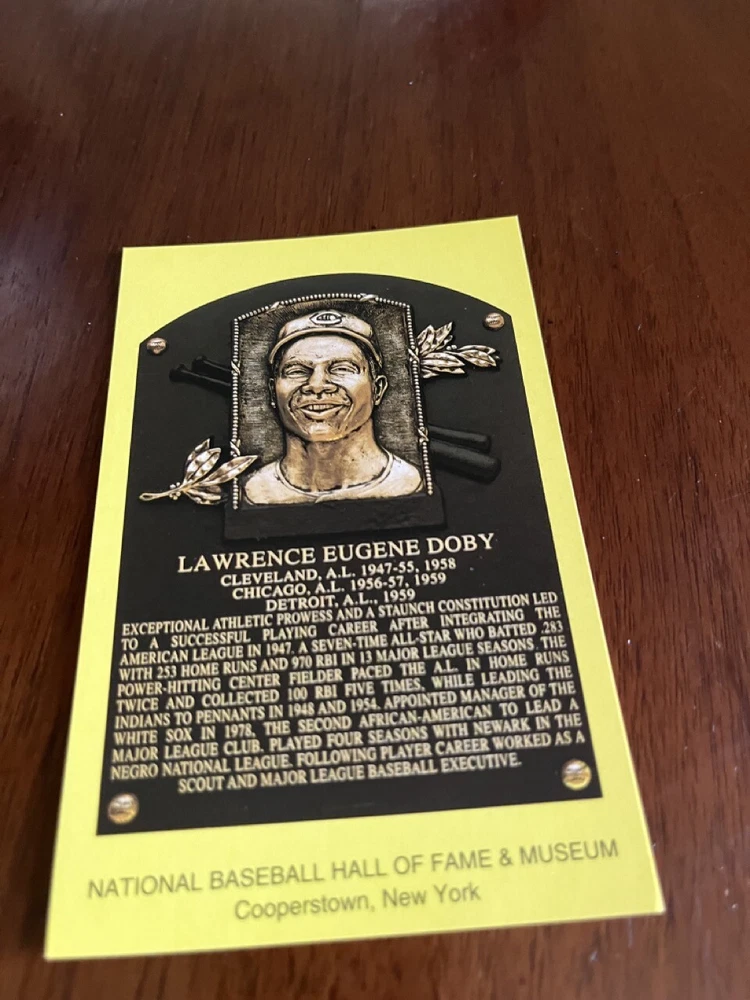 LAWRENCE EUGENE DOBY
CLEVELAND, A.L. 1947-55, 1958
CHICAGO, A.L. 1956-57, 1959
DETROIT, A.L., 1959
EXCEPTIONAL ATHLETIC PROWESS AND A STAUNCH CONSTITUTION LED
TO A SUCCESSFUL PLAYING CAREER AFTER INTEGRATING THE
AMERICAN LEAGUE IN 1947. A SEVEN-TIME ALL-STAR WHO BATTED .283
WITH 253 HOME RUNS AND 970 RBI IN 13 MAJOR LEAGUE SEASONS. THE
POWER-HITTING CENTER FIELDER PACED THE A.L. IN HOME RUNS
TWICE AND COLLECTED 100 RBI FIVE TIMES, WHILE LEADING THE
INDIANS TO PENNANTS IN 1948 AND 1954. APPOINTED MANAGER OF THE
WHITE SOX IN 1978, THE SECOND AFRICAN-AMERICAN TO LEAD A
MAJOR LEAGUE CLUB. PLAYED FOUR SEASONS WITH NEWARK IN THE
NEGRO NATIONAL LEAGUE. FOLLOWING PLAYER CAREER WORKED AS A
SCOUT AND MAJOR LEAGUE BASEBALL EXECUTIVE.
NATIONAL BASEBALL HALL OF FAME & MUSEUM
Cooperstown, New York